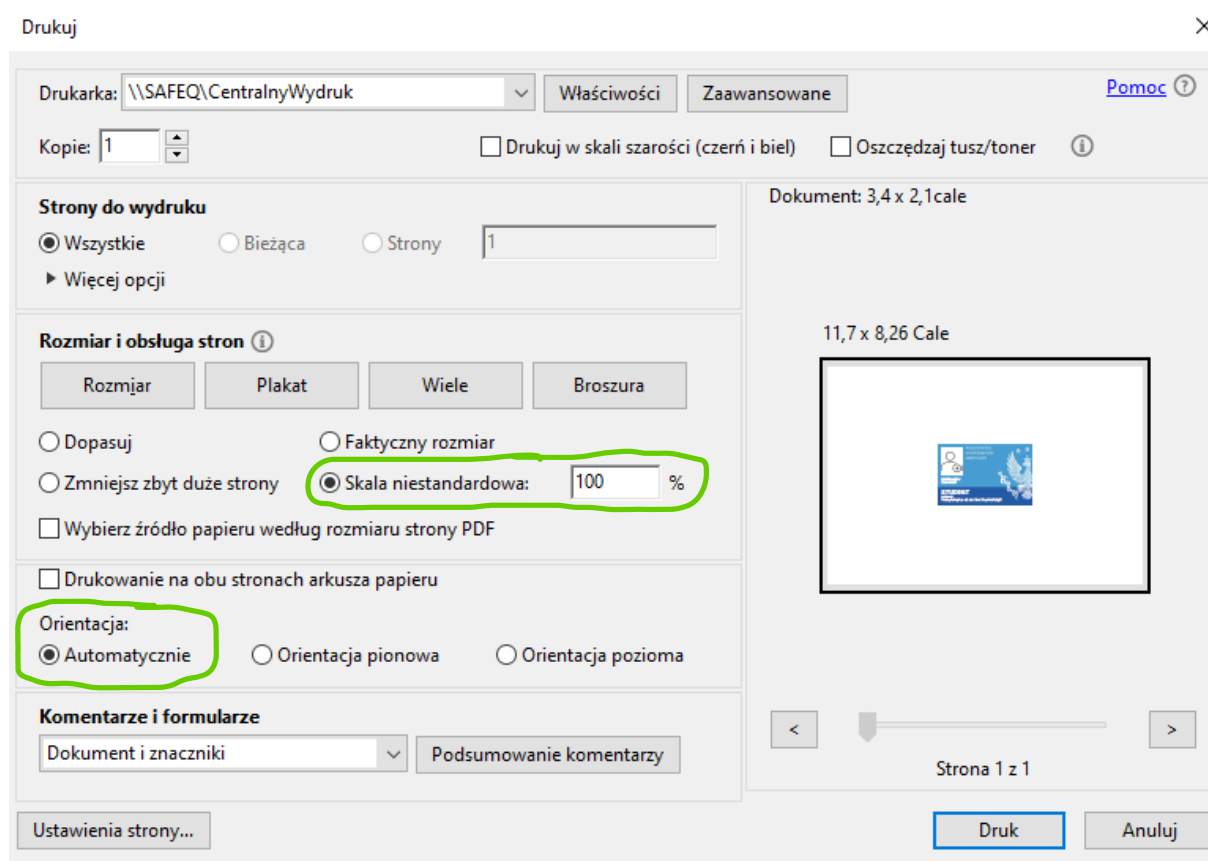 Drukuj
Drukarka: \\SAFEQ\CentralnyWydruk Właściwości Zaawansowane Pomoc
Kopie: 1 Drukuj w skali szarości (czerń i biel) Oszczędzaj tusz/toner
Strony do wydruku
Wszystkie Bieżąca Strony 1
Więcej opcji
Rozmiar i obsługa stron
Rozmiar Plakat Wiele Broszura
Dopasuj Faktyczny rozmiar
Zmniejsz zbyt duże strony Skala niestandardowa: 100 %
Wybierz źródło papieru według rozmiaru strony PDF
Drukowanie na obu stronach arkusza papieru
Orientacja:
Automatycznie Orientacja pionowa Orientacja pozioma
Komentarze i formularze
Dokument i znaczniki Podsumowanie komentarzy
Ustawienia strony...
Dokument: 3,4 x 2,1cale
11,7 x 8,26 Cale
STUDENT
< >
Strona 1 z 1
Druk Anuluj